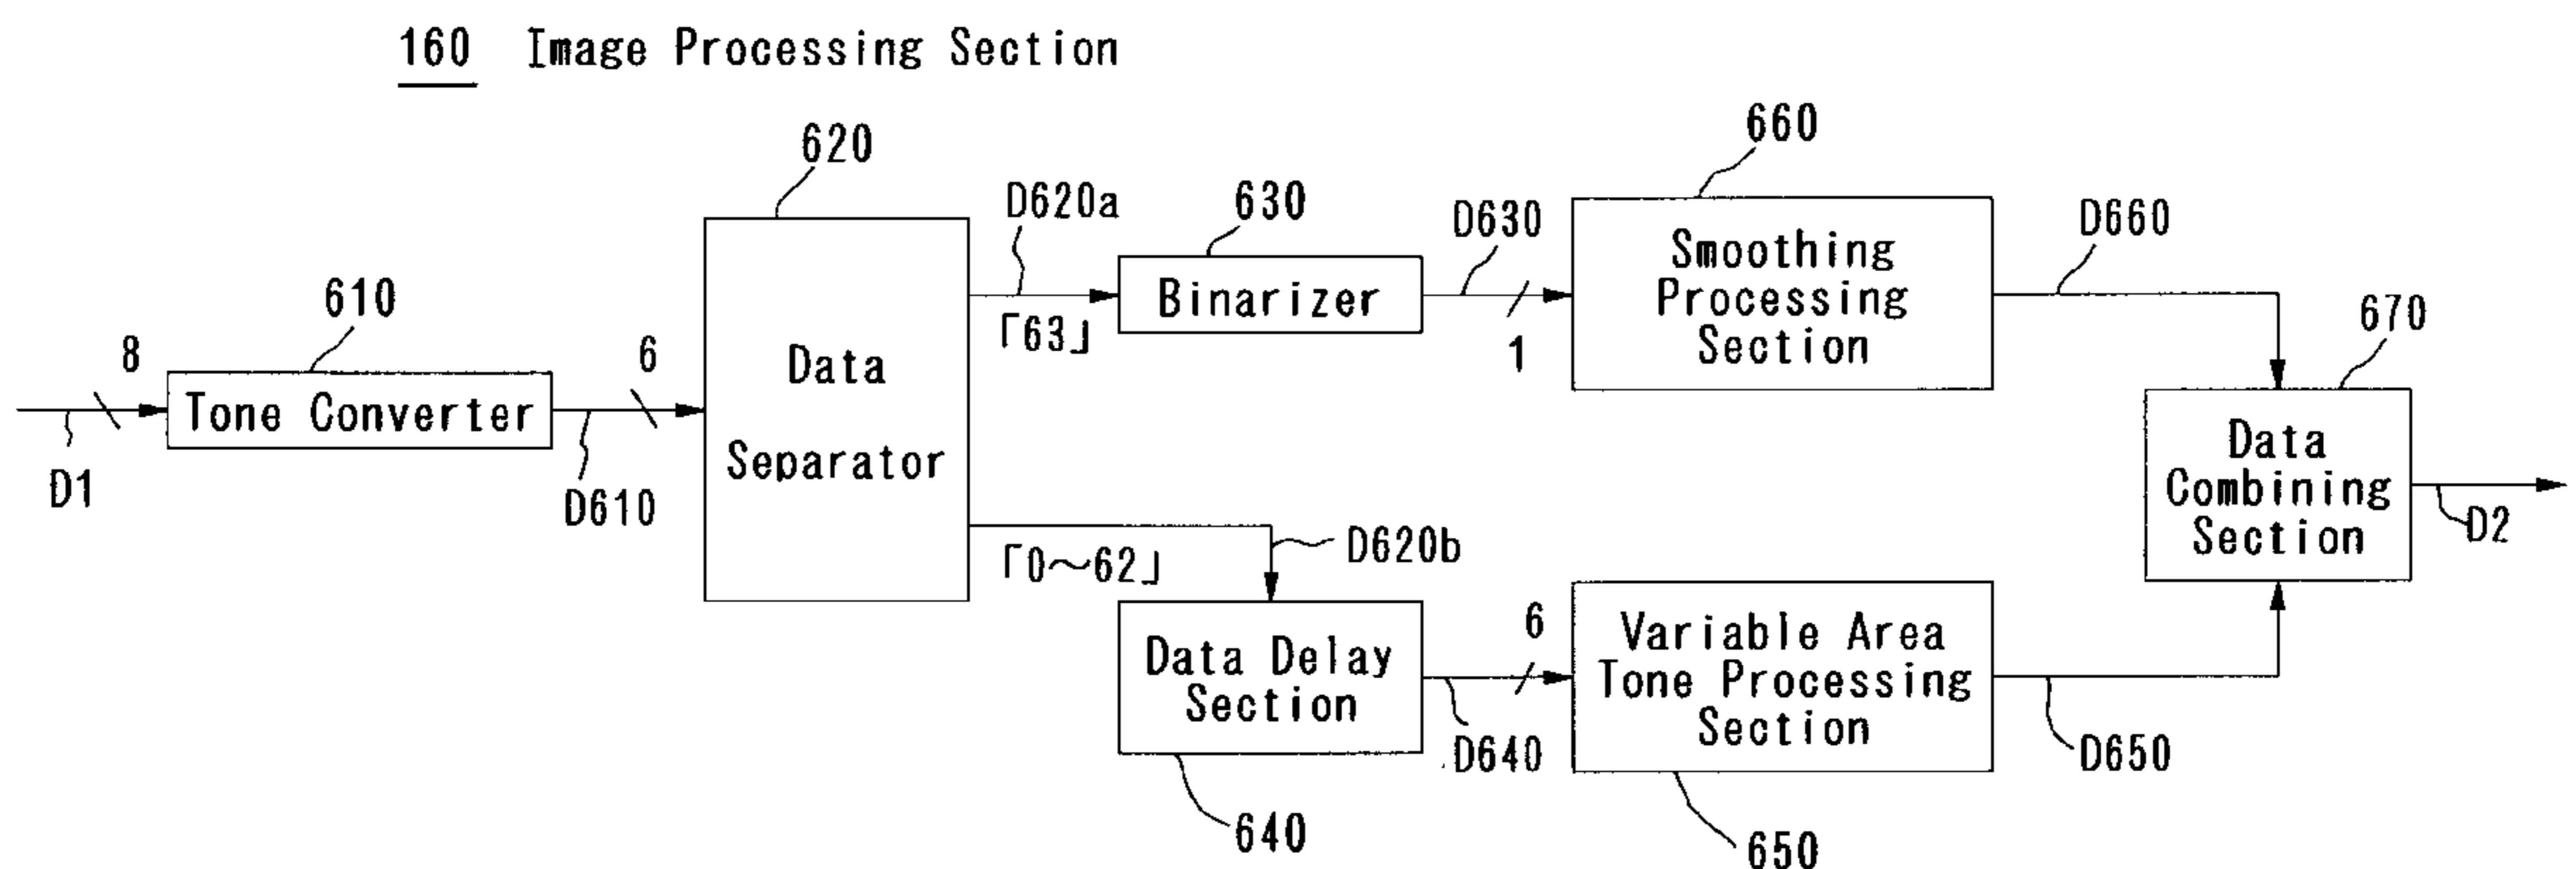 160 Image Processing Section
620
660
D620a
630
D630
D660
Smoothing
Processing
Section
610
Binarizer
670
「63」
8
6
1
Data
Separator
Tone Converter
Data
Combining
Section
D1
D610
D2
「0～62」
D620b
6
Variable Area
Tone Processing
Section
Data Delay
Section
D640
D650
640
650